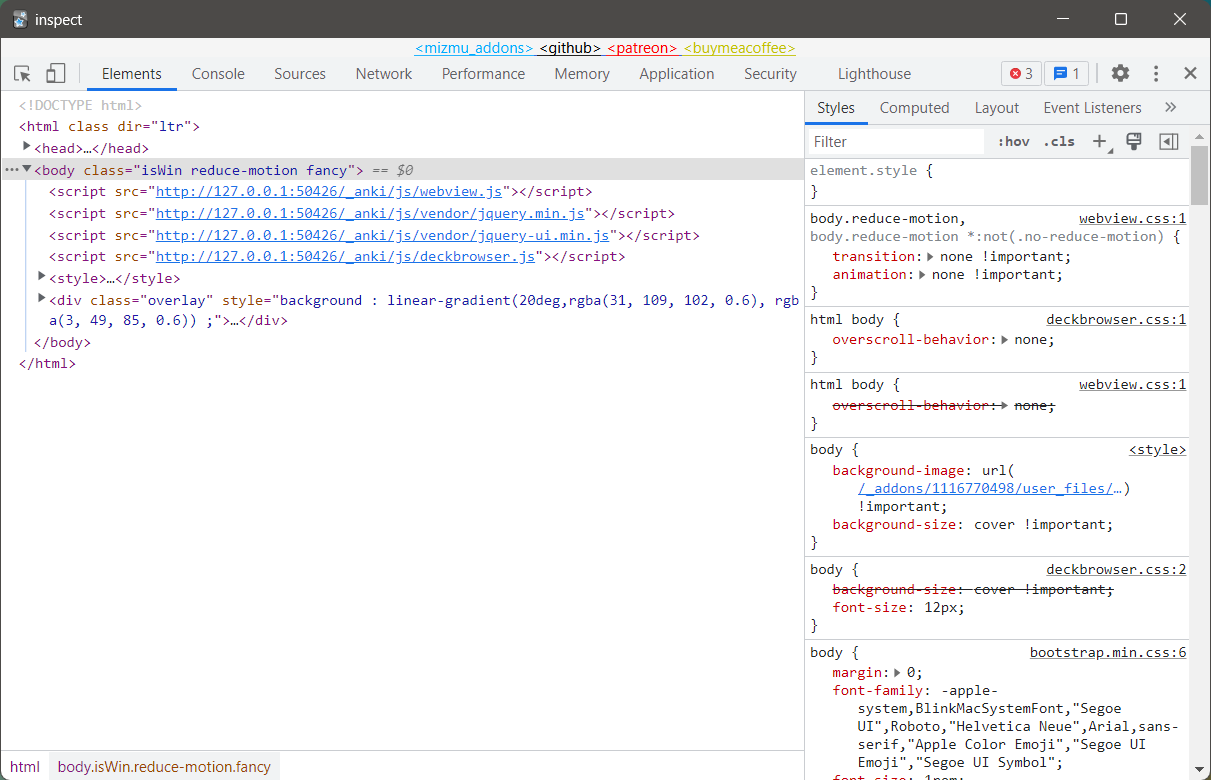 inspect
<mizmu_addons> <github> <patreon> <buymeacoffee>
Elements Console Sources Network Performance Memory Application Security Lighthouse 3 1
<!DOCTYPE html>
<html class dir="ltr">
<head>…</head>
<body class="isWin reduce-motion fancy"> == $0
<script src="http://127.0.0.1:50426/_anki/js/webview.js"></script>
<script src="http://127.0.0.1:50426/_anki/js/vendor/jquery.min.js"></script>
<script src="http://127.0.0.1:50426/_anki/js/vendor/jquery-ui.min.js"></script>
<script src="http://127.0.0.1:50426/_anki/js/deckbrowser.js"></script>
<style>…</style>
<div class="overlay" style="background : linear-gradient(20deg,rgba(31, 109, 102, 0.6), rgb
a(3, 49, 85, 0.6)) ;">…</div>
</body>
</html>
html body.isWin.reduce-motion.fancy
Styles Computed Layout Event Listeners »
Filter :hov .cls +
element.style {
}
body.reduce-motion, webview.css:1
body.reduce-motion *:not(.no-reduce-motion) {
transition: none !important;
animation: none !important;
}
html body { deckbrowser.css:1
overscroll-behavior: none;
}
html body { webview.css:1
overscroll-behavior: none;
}
body { <style>
background-image: url(
/_addons/1116770498/user_files/…)
!important;
background-size: cover !important;
}
body { deckbrowser.css:2
background-size: cover !important;
font-size: 12px;
}
body { bootstrap.min.css:6
margin: 0;
font-family: -apple-
system,BlinkMacSystemFont,"Segoe
UI",Roboto,"Helvetica Neue",Arial,sans-
serif,"Apple Color Emoji","Segoe UI
Emoji","Segoe UI Symbol";
font-size: 1rem;